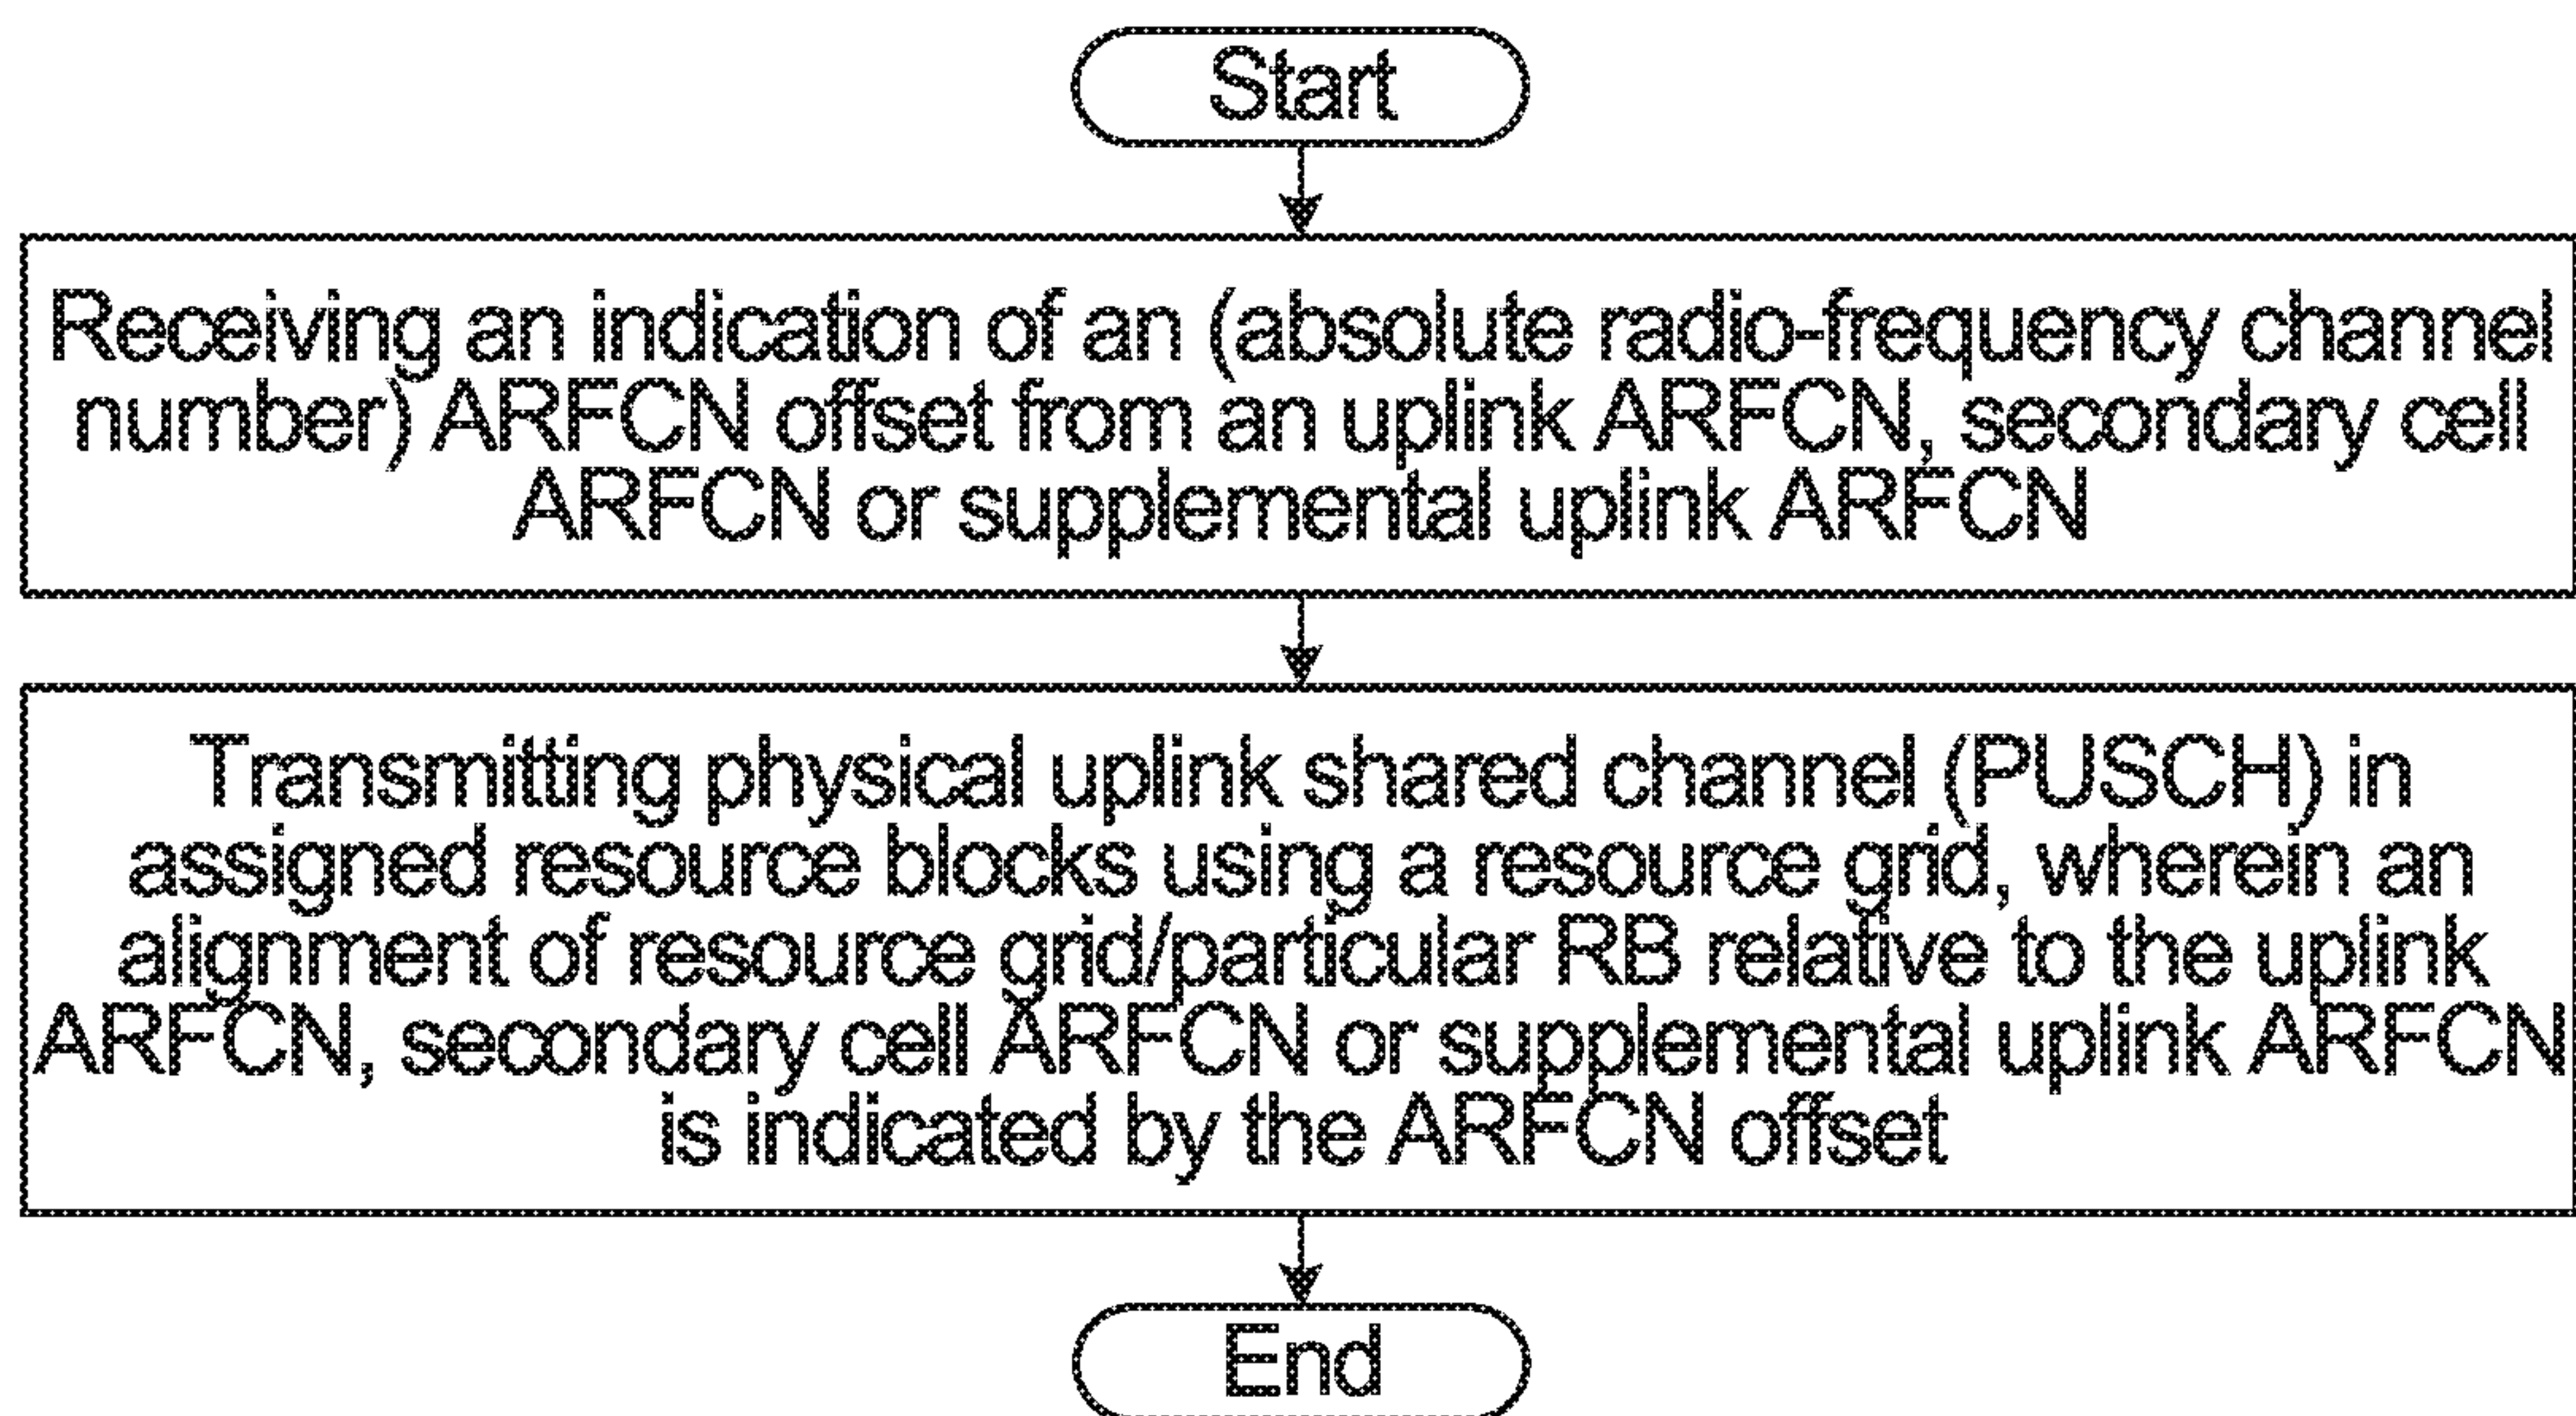 Start
Receiving an indication of an (absolute radio-frequency channel
number) ARFCN offset from an uplink ARFCN, secondary cell
ARFCN or supplemental uplink ARFCN
Transmitting physical uplink shared channel (PUSCH) in
assigned resource blocks using a resource grid, wherein an
alignment of resource grid/particular RB relative to the uplink
ARFCN, secondary cell ARFCN or supplemental uplink ARFCN
is indicated by the ARFCN offset
End